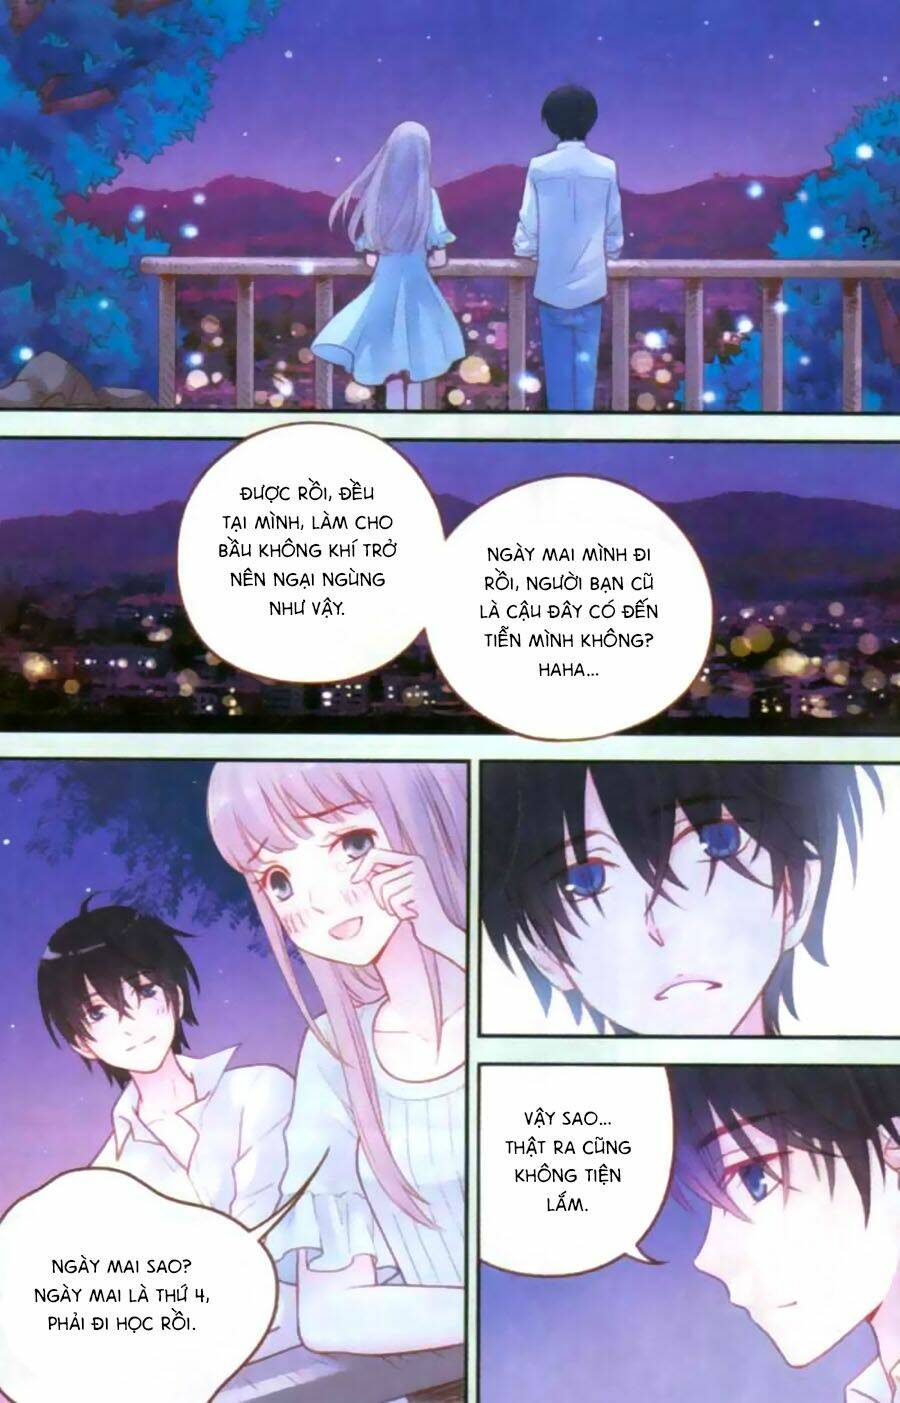 ?
ĐƯỢC RỒI, ĐỀU
TẠI MÌNH, LÀM CHO
BẦU KHÔNG KHÍ TRỞ
NÊN NGẠI NGÙNG
NHƯ VẬY.
NGÀY MAI MÌNH ĐI
RỒI, NGƯỜI BẠN CŨ
LÀ CẬU ĐÂY CÓ ĐẾN
TIỄN MÌNH KHÔNG?
HAHA...
NGÀY MAI SAO?
NGÀY MAI LÀ THỨ 4,
PHẢI ĐI HỌC RỒI.
VẬY SAO...
THẬT RA CŨNG
KHÔNG TIỆN
LẮM.